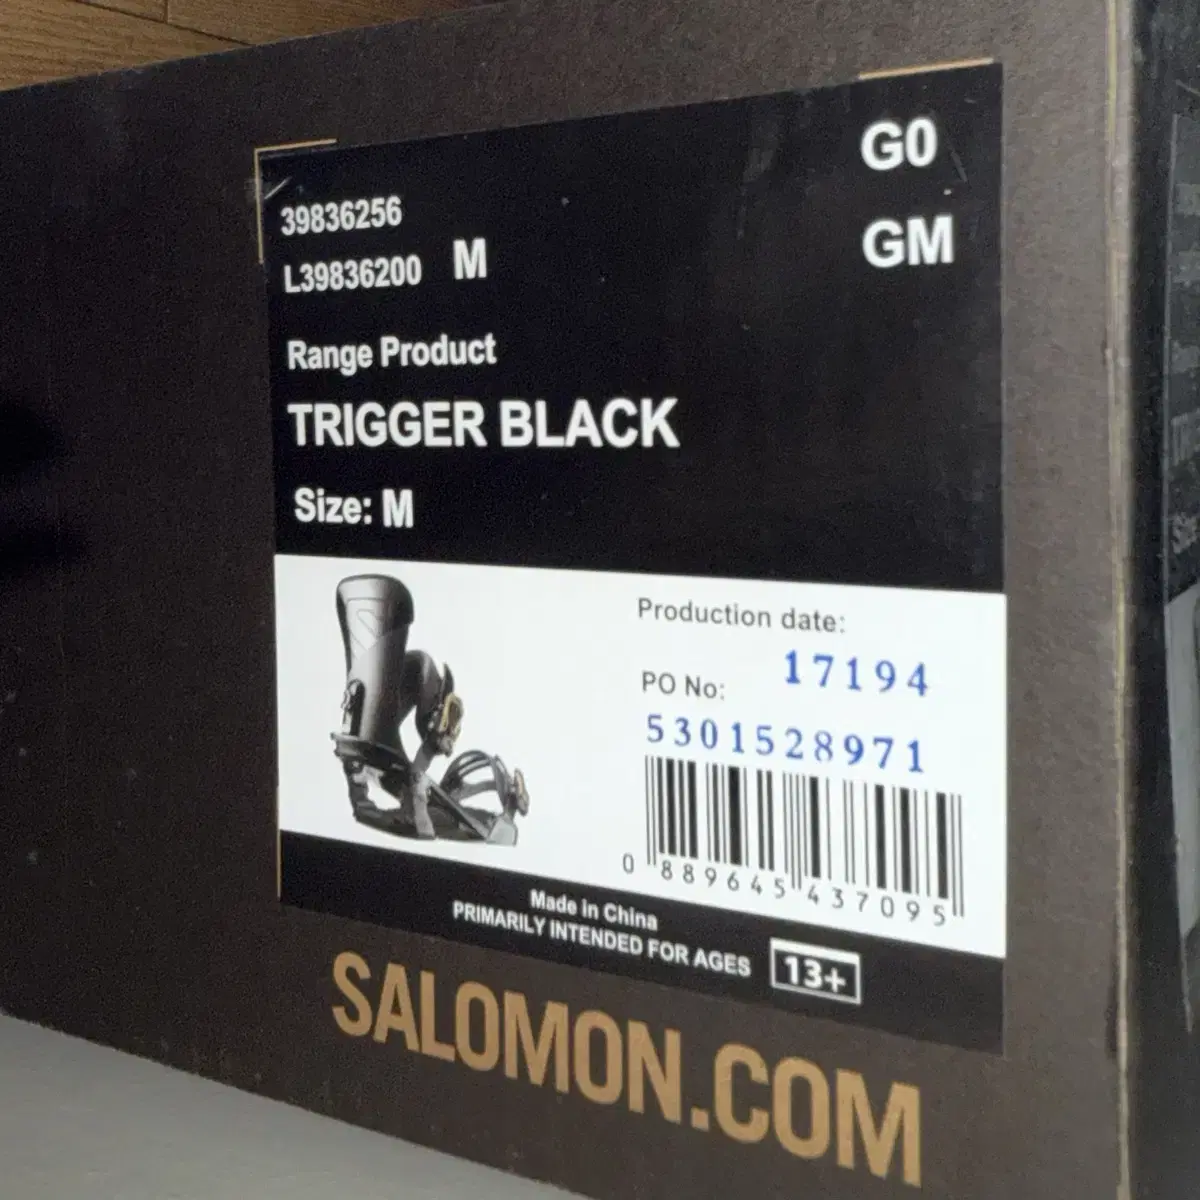 G0
39836256
L39836200 M
GM
Range Product
TRIGGER BLACK
Size: M
Production date:
17194
PO No:
5301528971
0 889645 437095
Made in China
PRIMARILY INTENDED FOR AGES 13+
SALOMON.COM